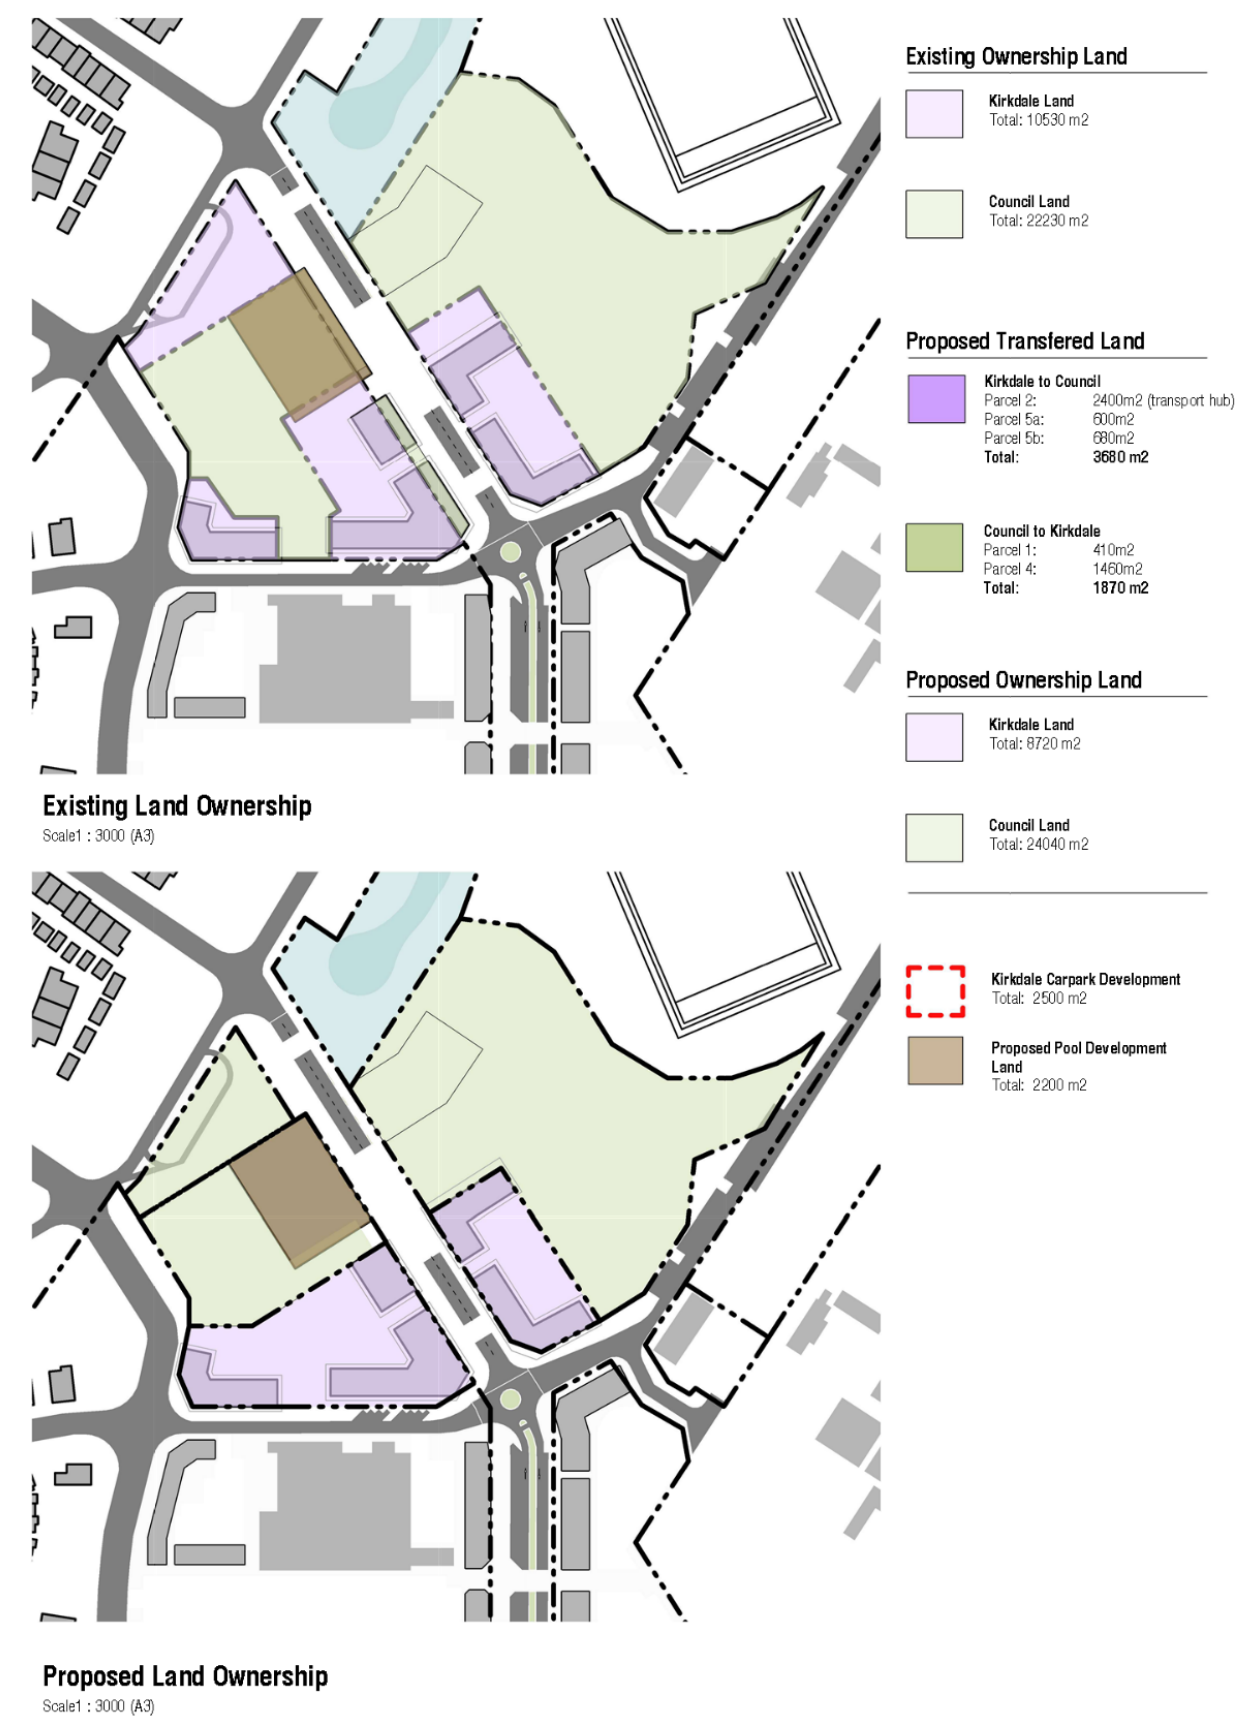 Existing Ownership Land
Kirkdale Land
Total: 10530 m2
Council Land
Total: 22230 m2
Proposed Transfered Land
Kirkdale to Council
Parcel 2: 2400m2 (transport hub)
Parcel 5a: 600m2
Parcel 5b: 680m2
Total: 3680 m2
Council to Kirkdale
Parcel 1: 410m2
Parcel 4: 1460m2
Total: 1870 m2
Proposed Ownership Land
Kirkdale Land
Total: 8720 m2
Council Land
Total: 24040 m2
Kirkdale Carpark Development
Total: 2500 m2
Proposed Pool Development
Land
Total: 2200 m2
Existing Land Ownership
Scale1 : 3000 (A3)
Proposed Land Ownership
Scale1 : 3000 (A3)